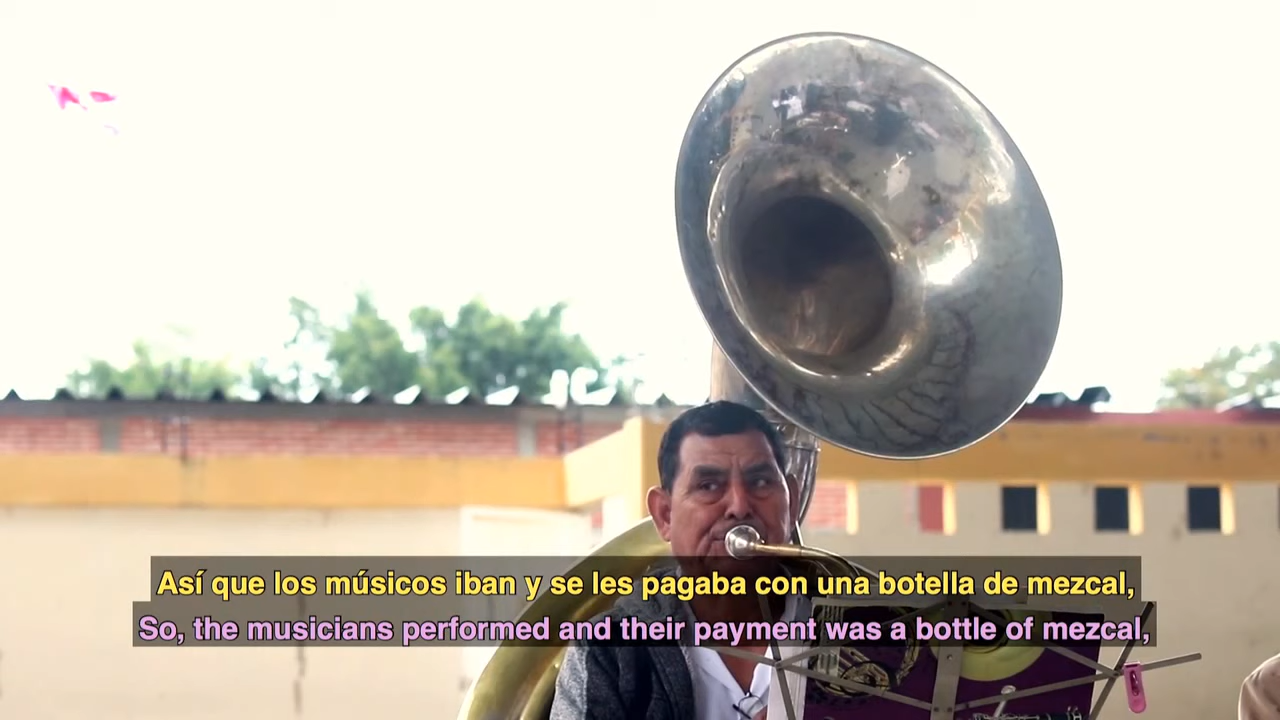 Así que los músicos iban y se les pagaba con una botella de mezcal,
So, the musicians performed and their payment was a bottle of mezcal,